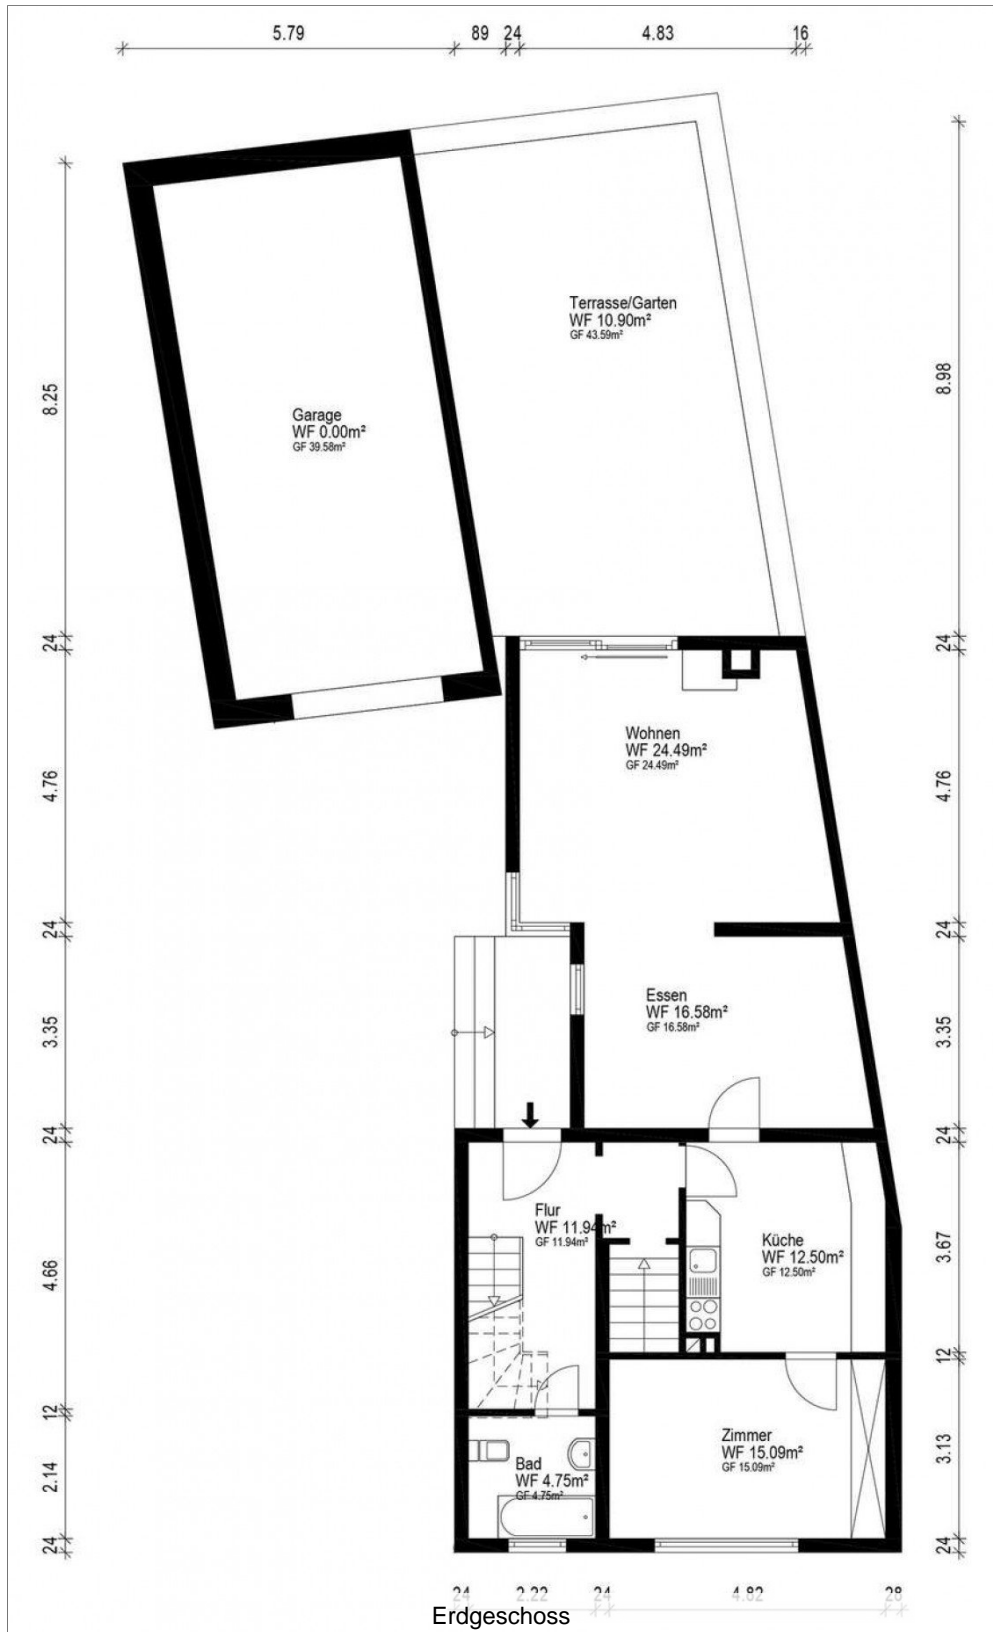 5.79 89 24 4.83 16
Terrasse/Garten
WF 10.90m²
GF 43.59m²
8.25
8.98
Garage
WF 0.00m²
GF 39.58m²
24
24
Wohnen
WF 24.49m²
GF 24.49m²
4.76
4.76
24
24
Essen
WF 16.58m²
GF 16.58m²
3.35
3.35
24
24
Flur
WF 11.94m²
GF 11.94m²
Küche
WF 12.50m²
GF 12.50m²
4.66
3.67
12
12
Zimmer
WF 15.09m²
GF 15.09m²
Bad
WF 4.75m²
GF 4.75m²
2.14
3.13
24
24
24 2.22 24 4.82 28
Erdgeschoss